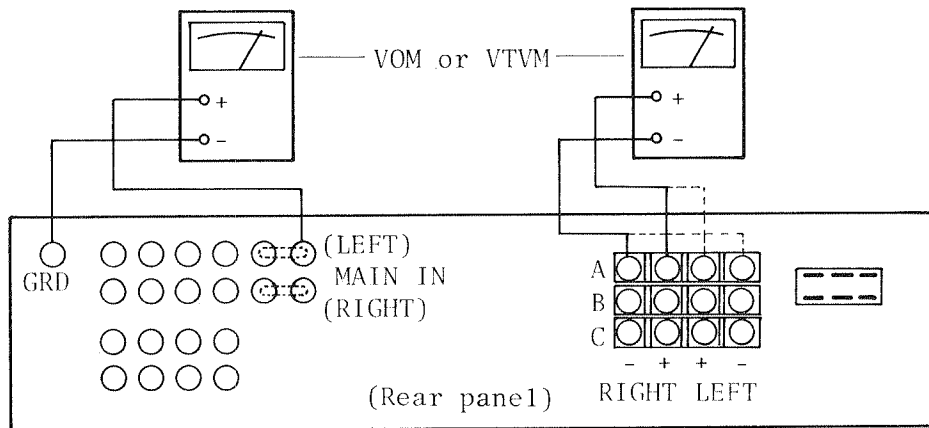 VOM or VTVM
+
-
+
-
(LEFT)
GRD
MAIN IN
(RIGHT)
A
B
C
- + + -
RIGHT LEFT
(Rear panel)